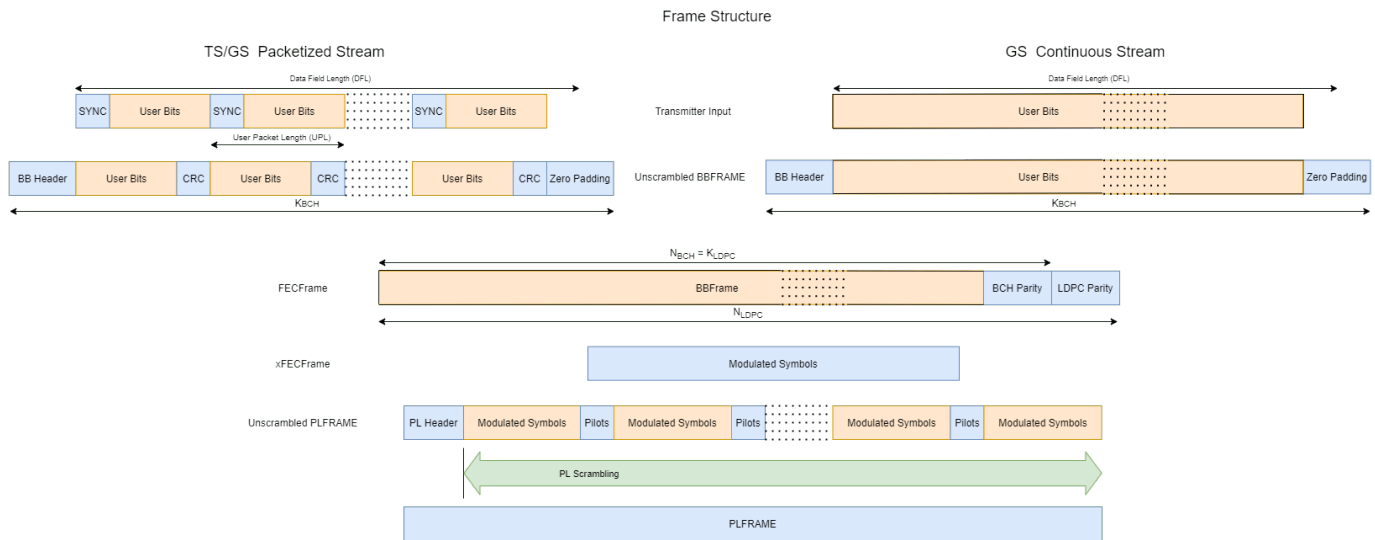 Frame Structure
TS/GS  Packetized Stream
GS  Continuous Stream
Data Field Length (DFL)
Data Field Length (DFL)
SYNC User Bits SYNC User Bits SYNC User Bits
Transmitter Input
User Bits
User Packet Length (UPL)
BB Header User Bits CRC User Bits CRC User Bits CRC Zero Padding
Unscrambled BBFRAME
BB Header User Bits Zero Padding
KBCH
KBCH
NBCH = KLDPC
FECFrame
BBFrame BCH Parity LDPC Parity
NLDPC
xFECFrame
Modulated Symbols
Unscrambled PLFRAME
PL Header Modulated Symbols Pilots Modulated Symbols Pilots Modulated Symbols Pilots Modulated Symbols
PL Scrambling
PLFRAME